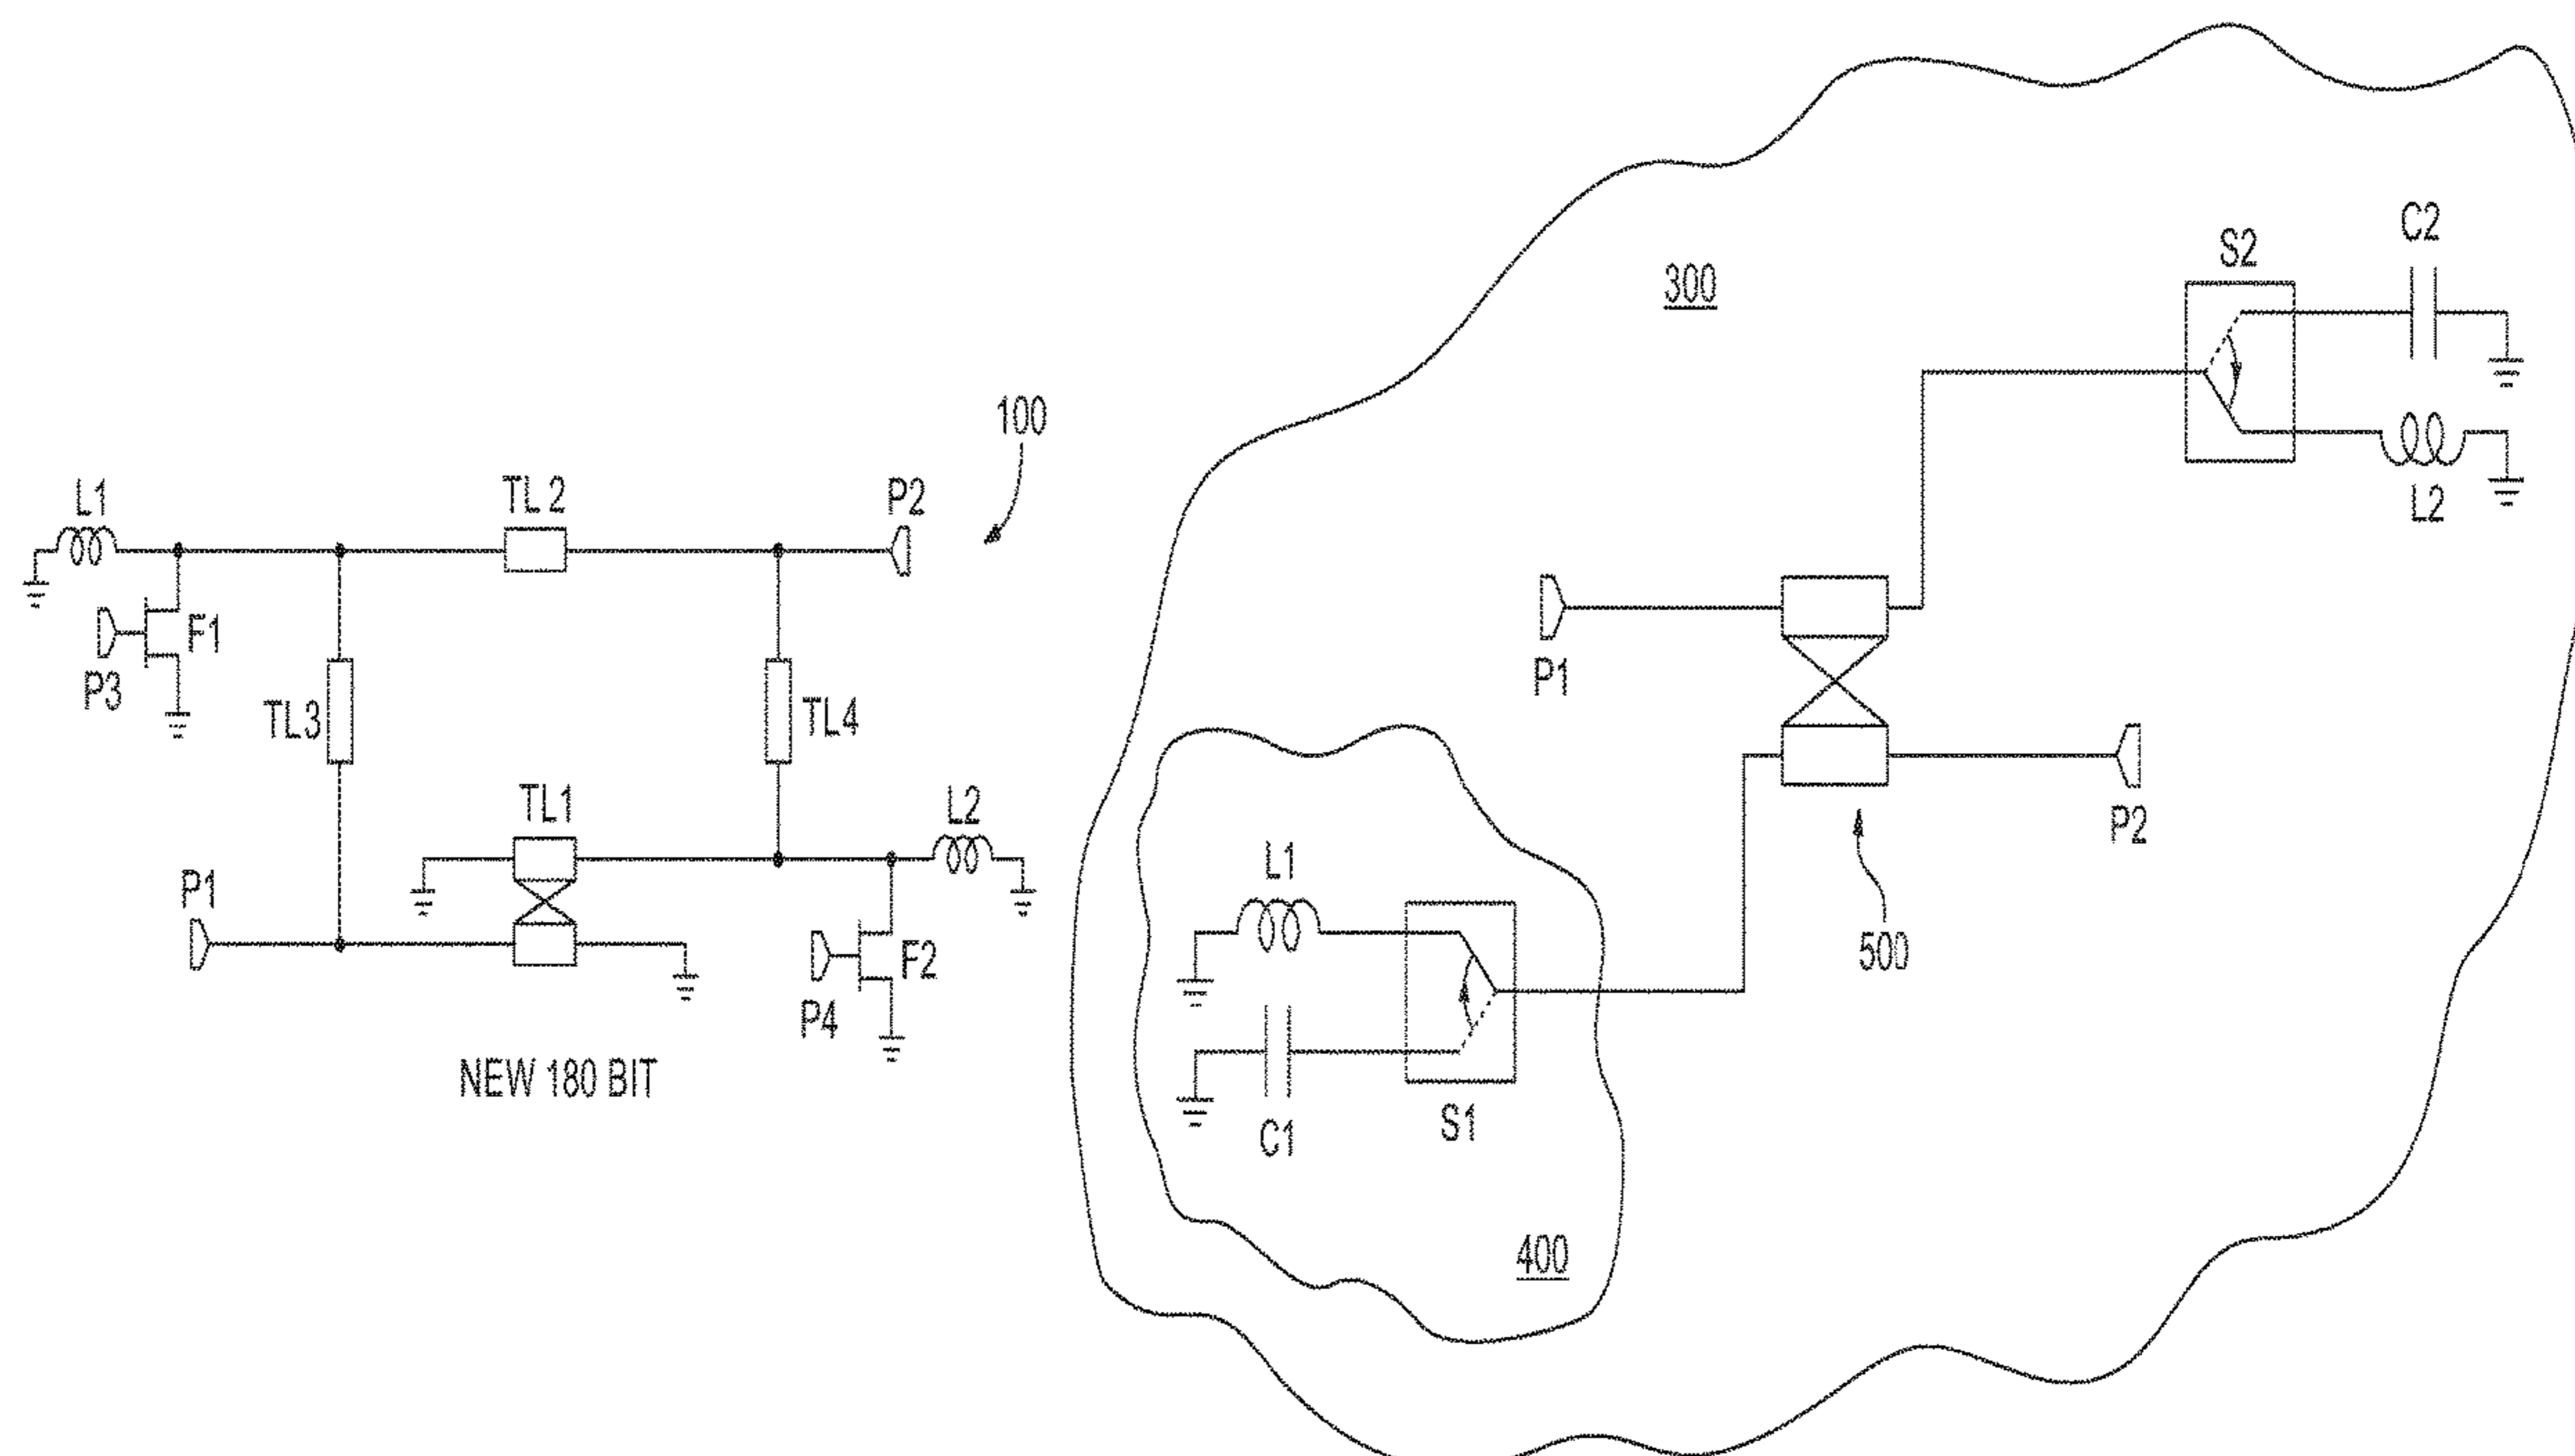 100
L1
TL 2
P2
F1
P3
TL3
TL4
TL1
L2
P1
F2
P4
NEW 180 BIT
300
S2
C2
L2
P1
P2
500
L1
S1
C1
400